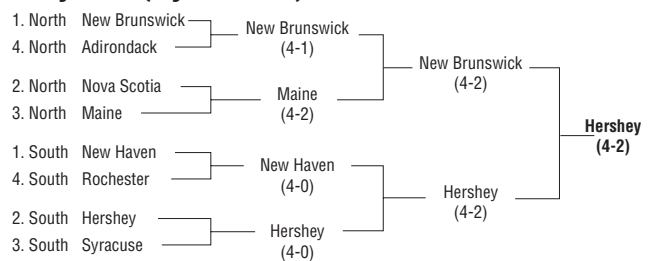 1. North New Brunswick
4. North Adirondack
New Brunswick
(4-1)
2. North Nova Scotia
3. North Maine
Maine
(4-2)
New Brunswick
(4-2)
1. South New Haven
4. South Rochester
New Haven
(4-0)
2. South Hershey
3. South Syracuse
Hershey
(4-0)
Hershey
(4-2)
Hershey
(4-2)